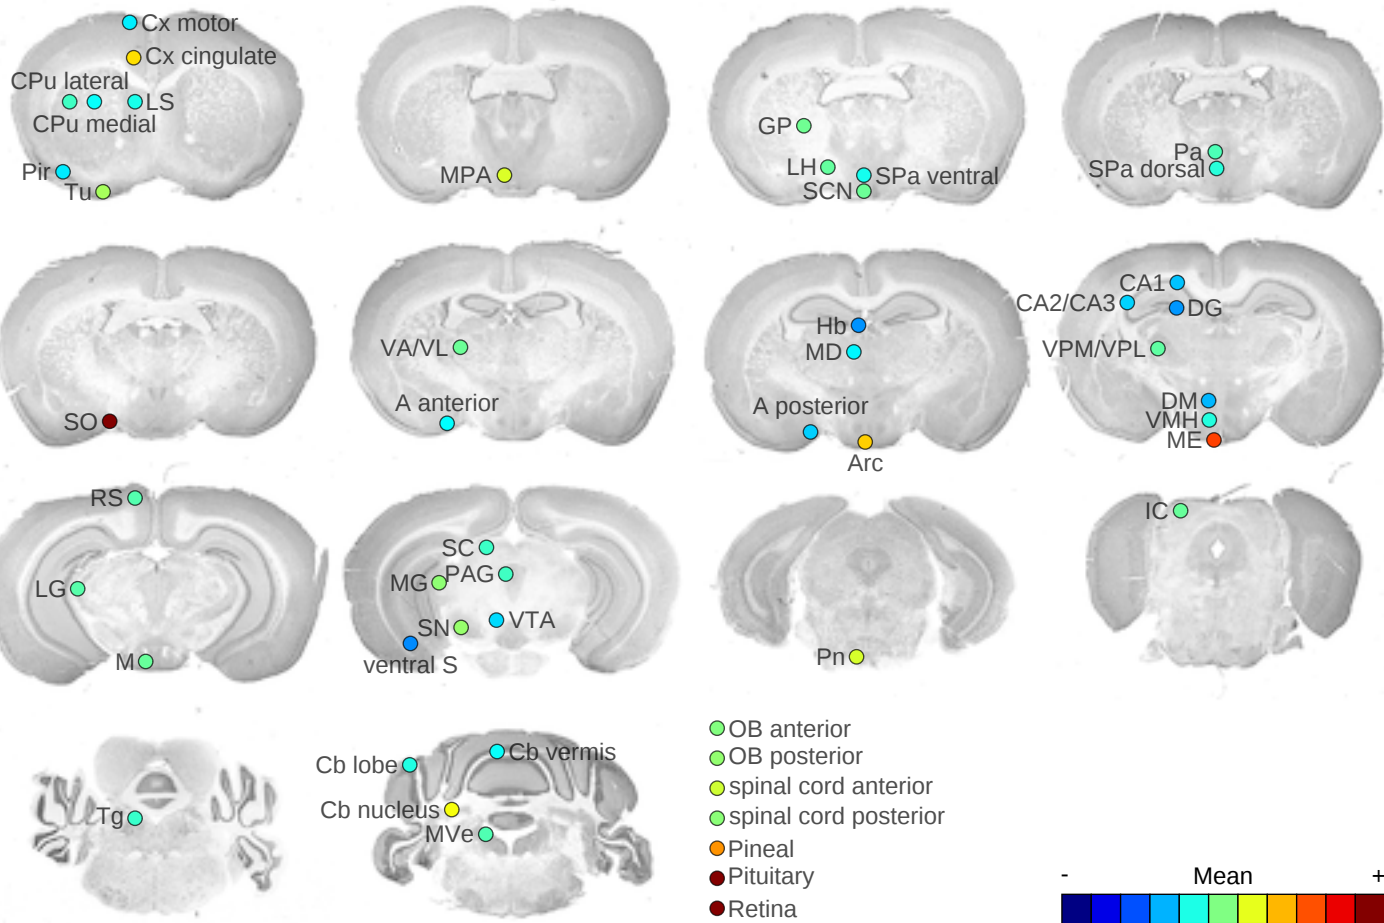 Cx motor
Cx cingulate
CPu lateral
LS
CPu medial
Pir
Tu
MPA
GP
LH
SPa ventral
SCN
Pa
SPa dorsal
SO
VA/VL
A anterior
Hb
MD
A posterior
Arc
CA1
CA2/CA3
DG
VPM/VPL
DM
VMH
ME
RS
LG
M
SC
MG
PAG
SN
VTA
ventral S
Pn
IC
Tg
Cb lobe
Cb vermis
Cb nucleus
MVe
OB anterior
OB posterior
spinal cord anterior
spinal cord posterior
Pineal
Pituitary
Retina
- Mean +